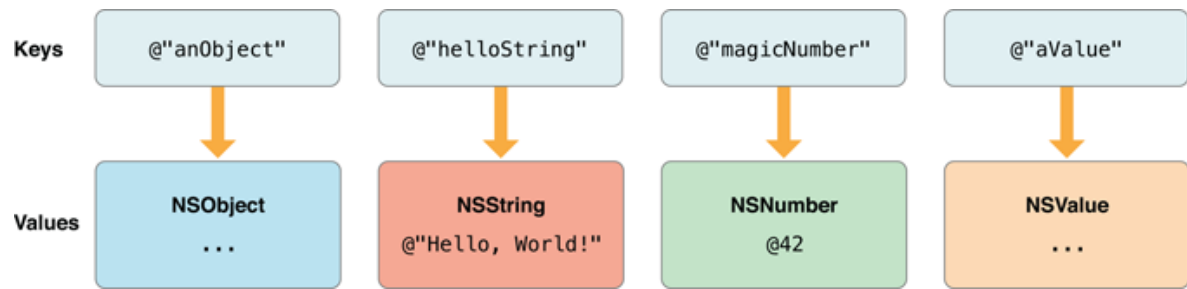 Keys
@"anObject"
@"helloString"
@"magicNumber"
@"aValue"
Values
NSObject
...
NSString
@"Hello, World!"
NSNumber
@42
NSValue
...